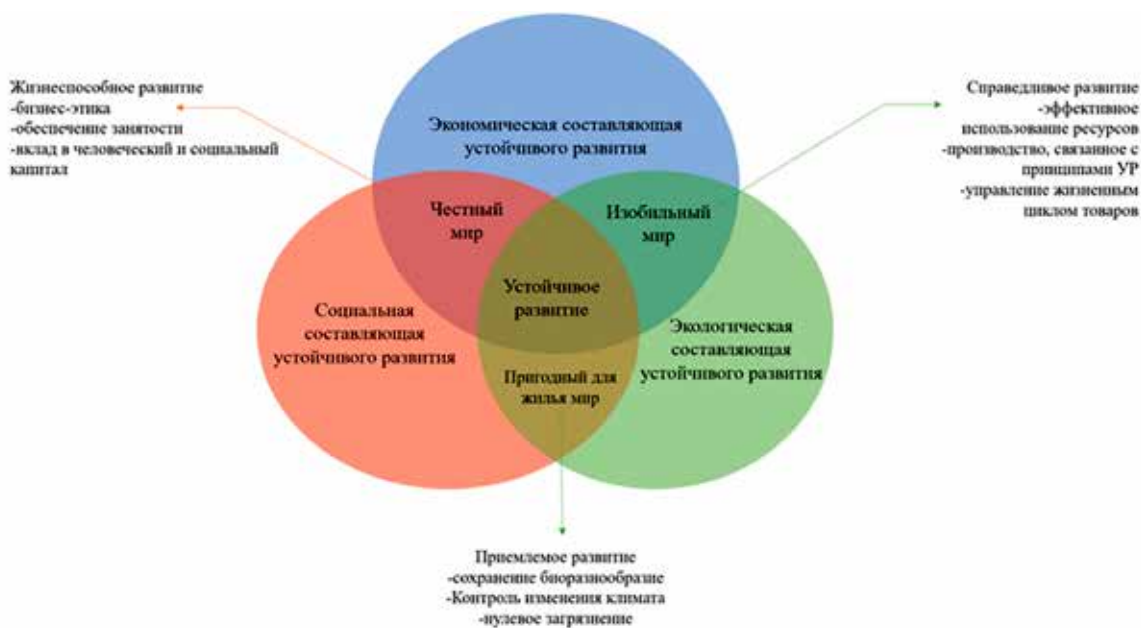 Жизнеспособное развитие
-бизнес-этика
-обеспечение занятости
-вклад в человеческий и социальный
капитал
Экономическая составляющая
устойчивого развития
Справедливое развитие
-эффективное
использование ресурсов
-производство, связанное с
принципами УР
-управление жизненным
циклом товаров
Честный
мир
Изобильный
мир
Устойчивое
развитие
Социальная
составляющая
устойчивого развития
Экологическая
составляющая
устойчивого развития
Пригодный для
жилья мир
Приемлемое развитие
-сохранение биоразнообразие
-Контроль изменения климата
-нулевое загрязнение